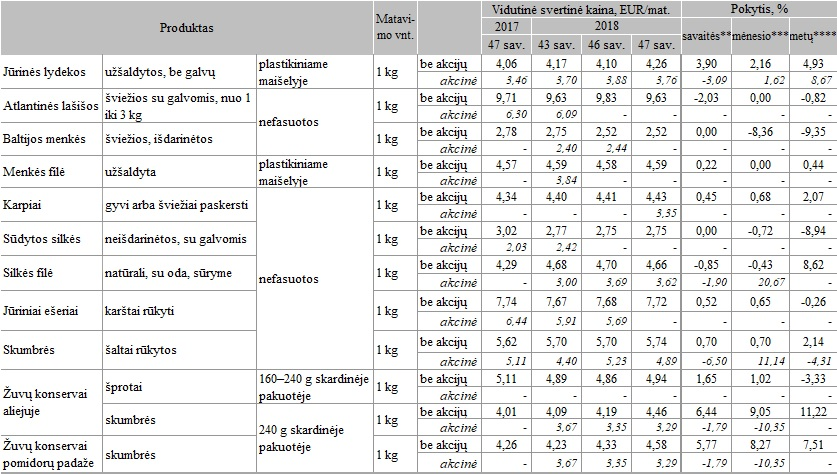 Produktas Matavi-mo vnt. Vidutinė svertinė kaina, EUR/mat. Pokytis, %
2017 2018 savaitės** mėnesio*** metų****
47 sav. 43 sav. 46 sav. 47 sav.
Jūrinės lydekos užšaldytos, be galvų plastikiniame maišelyje 1 kg be akcijų 4,06 4,17 4,10 4,26 3,90 2,16 4,93
akcinė 3,46 3,70 3,88 3,76 -3,09 1,62 8,67
Atlantinės lašišos šviežios su galvomis, nuo 1 iki 3 kg nefasuotos 1 kg be akcijų 9,71 9,63 9,83 9,63 -2,03 0,00 -0,82
akcinė 6,30 6,09 - - - - -
Baltijos menkės šviežios, išdarinėtos 1 kg be akcijų 2,78 2,75 2,52 2,52 0,00 -8,36 -9,35
akcinė - 2,40 2,44 - - - -
Menkės filė užšaldyta plastikiniame maišelyje 1 kg be akcijų 4,57 4,59 4,58 4,59 0,22 0,00 0,44
akcinė - 3,84 - - - - -
Karpiai gyvi arba šviežiai paskersti nefasuotos 1 kg be akcijų 4,34 4,40 4,41 4,43 0,45 0,68 2,07
akcinė - - - 3,35 - - -
Sūdytos silkės neišdarinėtos, su galvomis 1 kg be akcijų 3,02 2,77 2,75 2,75 0,00 -0,72 -8,94
akcinė 2,03 2,42 - - - - -
Silkės filė natūrali, su oda, sūryme 1 kg be akcijų 4,29 4,68 4,70 4,66 -0,85 -0,43 8,62
akcinė - 3,00 3,69 3,62 -1,90 20,67 -
Jūriniai ešeriai karštai rūkyti 1 kg be akcijų 7,74 7,67 7,68 7,72 0,52 0,65 -0,26
akcinė 6,44 5,91 5,69 - - - -
Skumbrės šaltai rūkytos 1 kg be akcijų 5,62 5,70 5,70 5,74 0,70 0,70 2,14
akcinė 5,11 4,40 5,23 4,89 -6,50 11,14 -4,31
Žuvų konservai aliejuje šprotai 160–240 g skardinėje pakuotėje 1 kg be akcijų 5,11 4,89 4,86 4,94 1,65 1,02 -3,33
akcinė - - - - - - -
skumbrės 240 g skardinėje pakuotėje 1 kg be akcijų 4,01 4,09 4,19 4,46 6,44 9,05 11,22
akcinė - 3,67 3,35 3,29 -1,79 -10,35 -
Žuvų konservai pomidorų padaže skumbrės 1 kg be akcijų 4,26 4,23 4,33 4,58 5,77 8,27 7,51
akcinė - 3,67 3,35 3,29 -1,79 -10,35 -